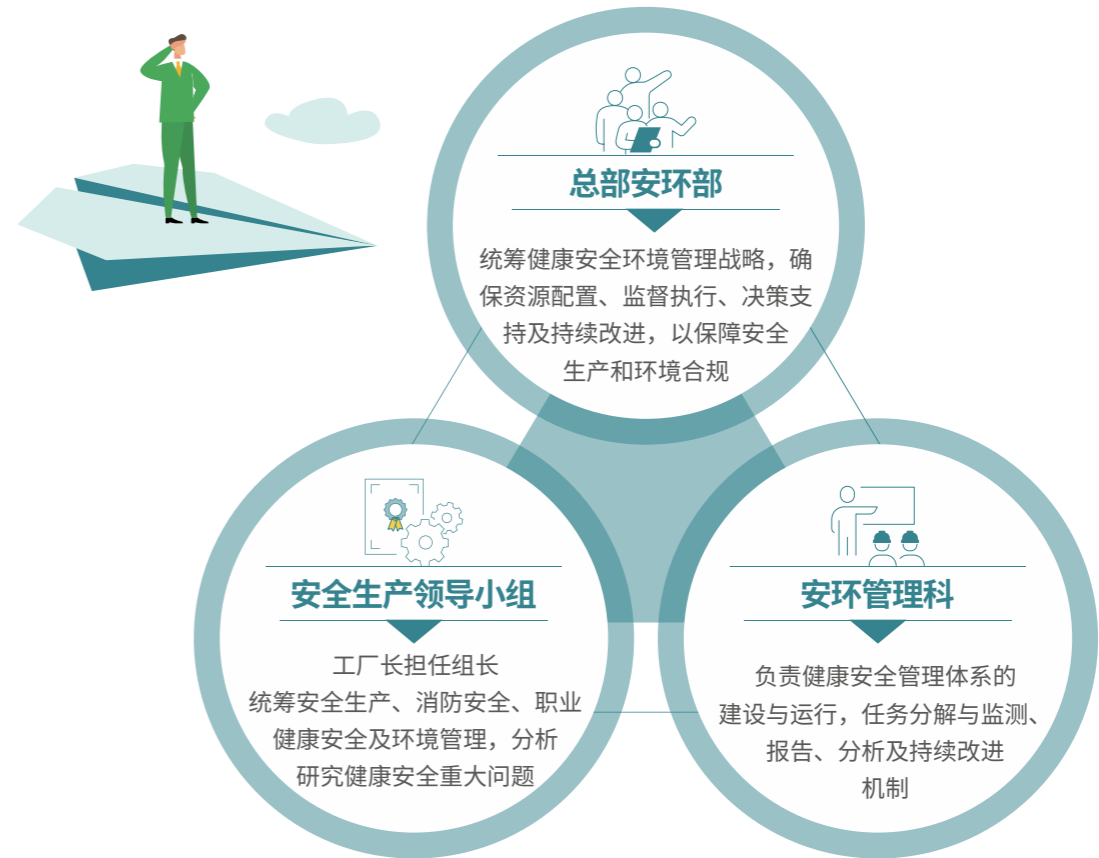 总部安环部
统筹健康安全环境管理战略，确
保资源配置、监督执行、决策支
持及持续改进，以保障安全
生产和环境合规
安全生产领导小组
工厂长担任组长
统筹安全生产、消防安全、职业
健康安全及环境管理，分析
研究健康安全重大问题
安环管理科
负责健康安全管理体系的
建设与运行，任务分解与监测、
报告、分析及持续改进
机制